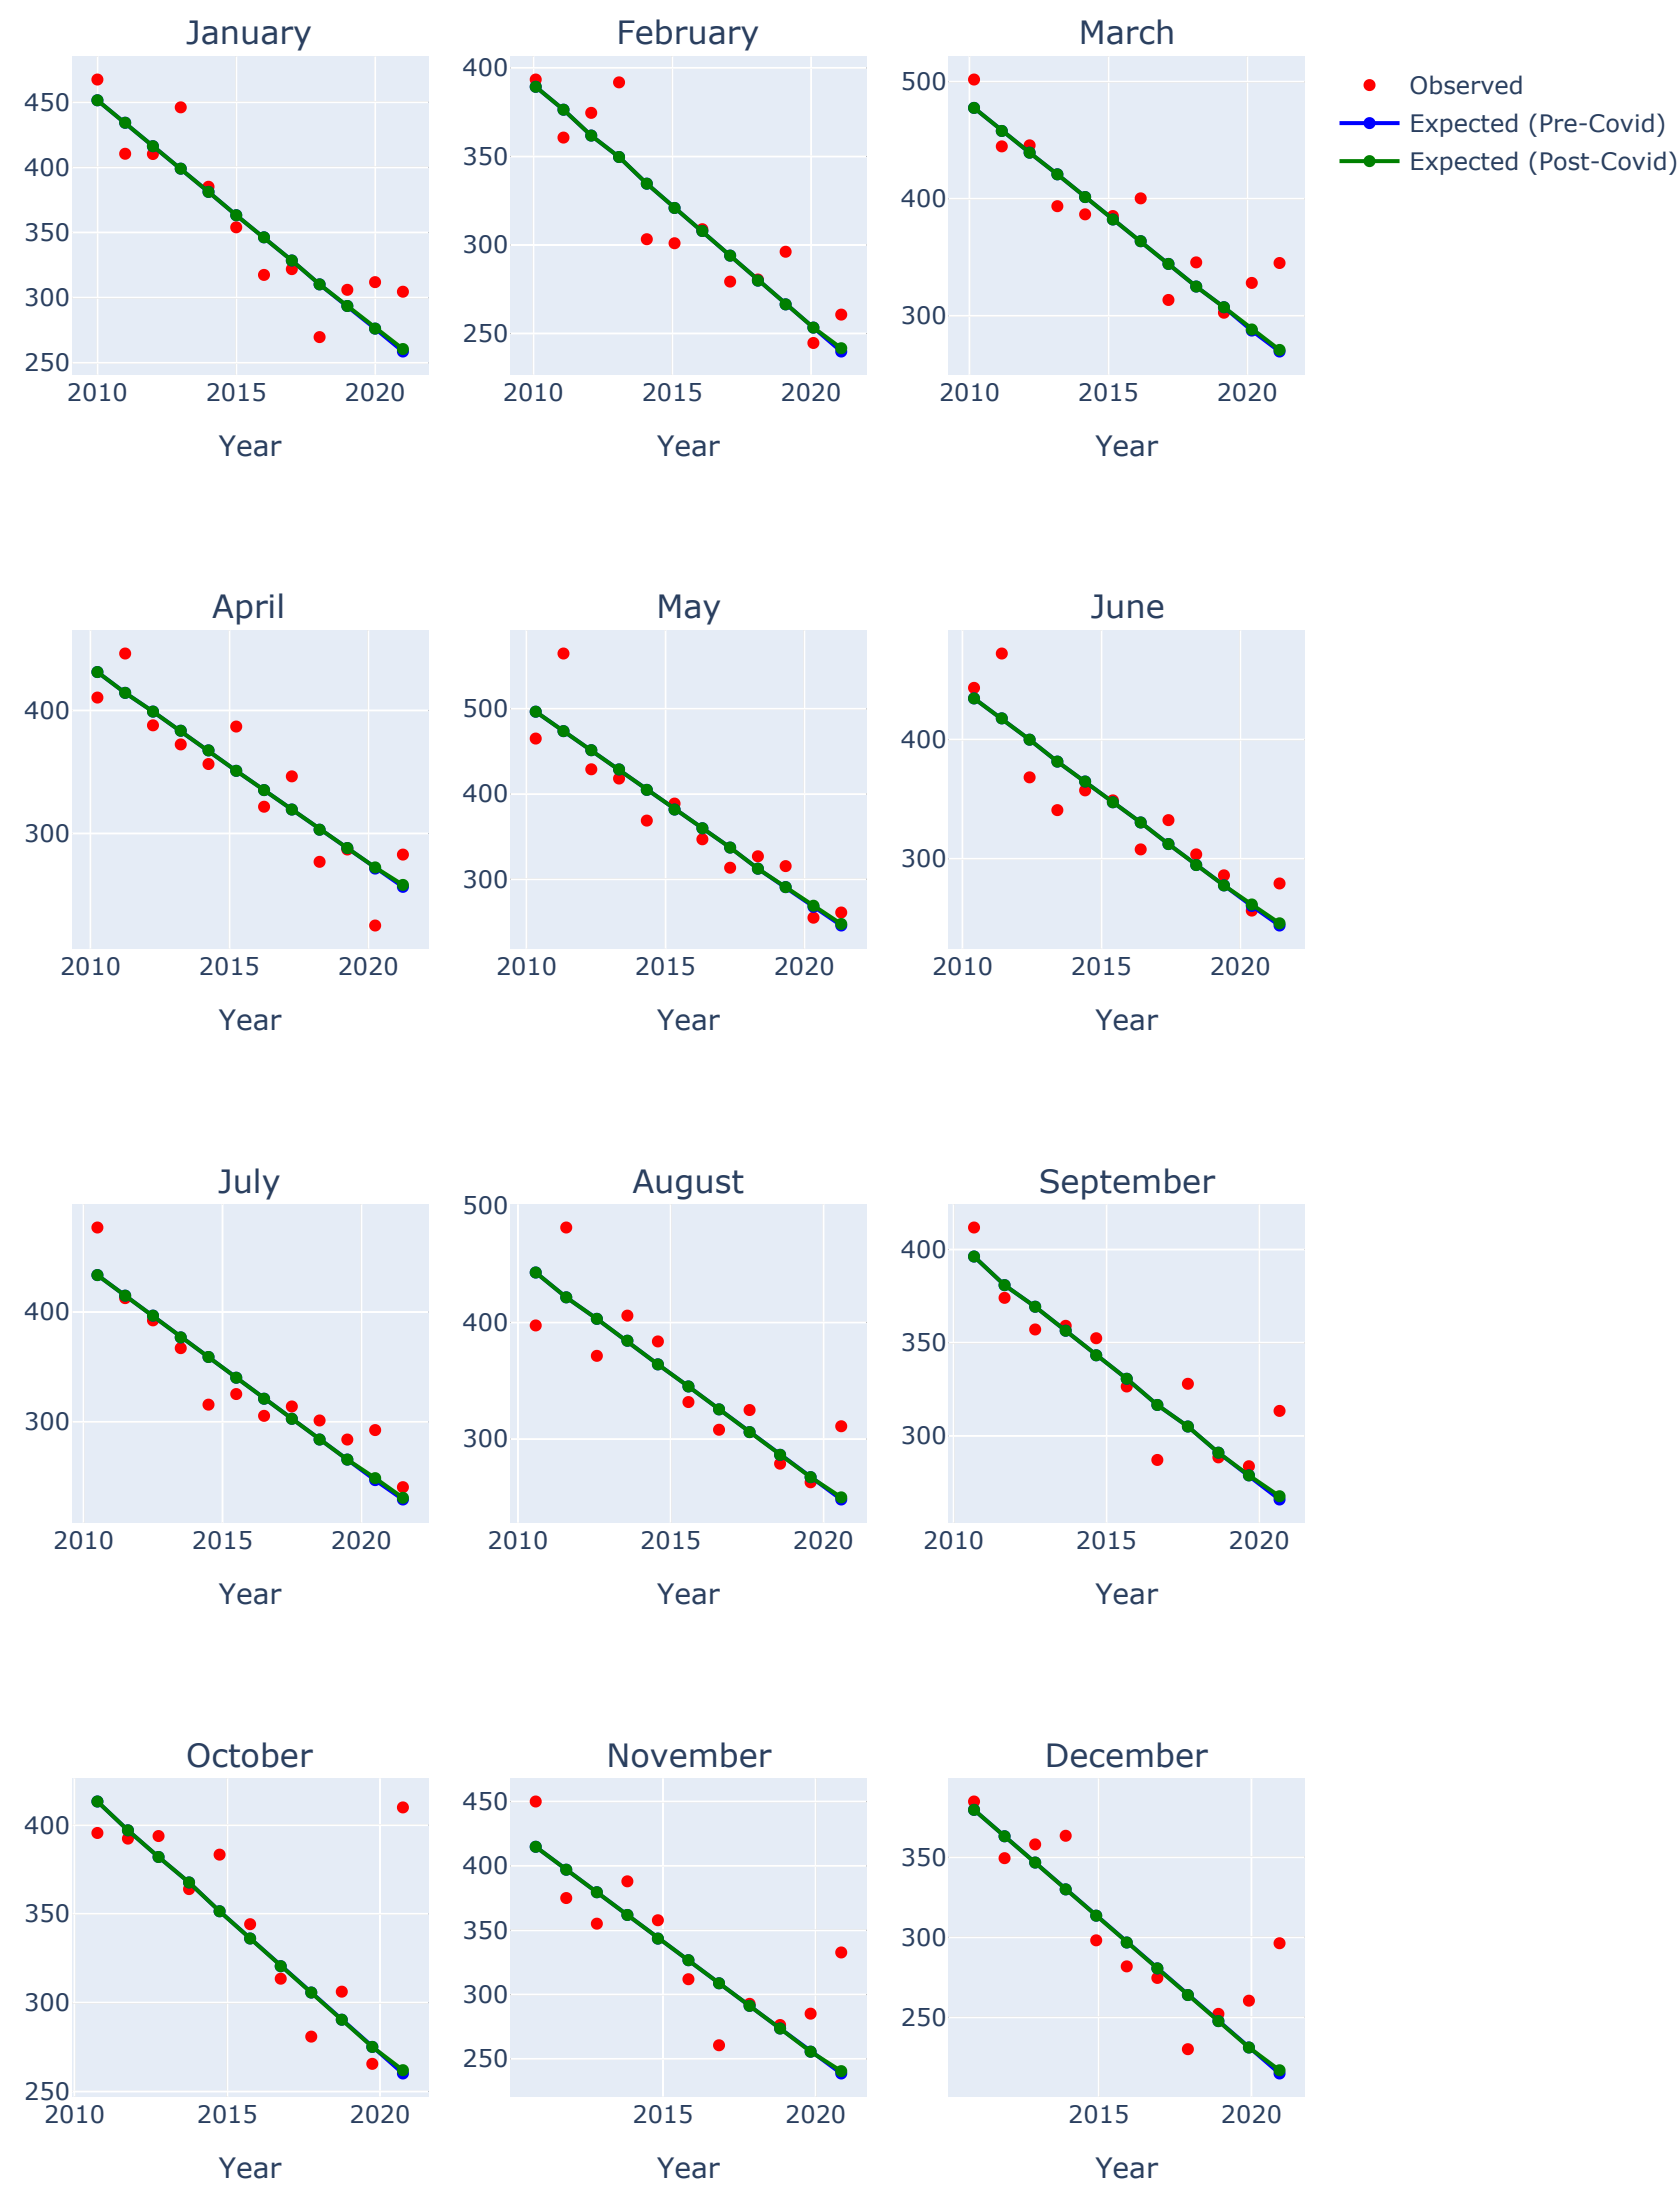 January
February
March
Observed
Expected (Pre-Covid)
Expected (Post-Covid)
450
400
350
300
250
2010
2015
2020
Year
400
350
300
250
2010
2015
2020
Year
500
400
300
2010
2015
2020
Year
April
May
June
400
300
2010
2015
2020
Year
500
400
300
2010
2015
2020
Year
400
300
2010
2015
2020
Year
July
August
September
400
300
2010
2015
2020
Year
500
400
300
2010
2015
2020
Year
400
350
300
2010
2015
2020
Year
October
November
December
400
350
300
250
2010
2015
2020
Year
450
400
350
300
250
2015
2020
Year
350
300
250
2015
2020
Year